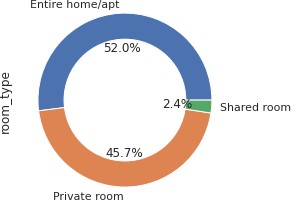 Entire home/apt
52.0%
room_type
2.4%
Shared room
45.7%
Private room